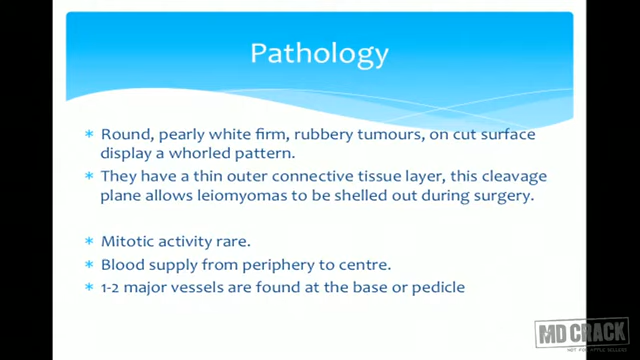 Pathology
* Round, pearly white firm, rubbery tumours, on cut surface
display a whorled pattern.
* They have a thin outer connective tissue layer, this cleavage
plane allows leiomyomas to be shelled out during surgery.
* Mitotic activity rare.
* Blood supply from periphery to centre.
* 1-2 major vessels are found at the base or pedicle
MD CRACK